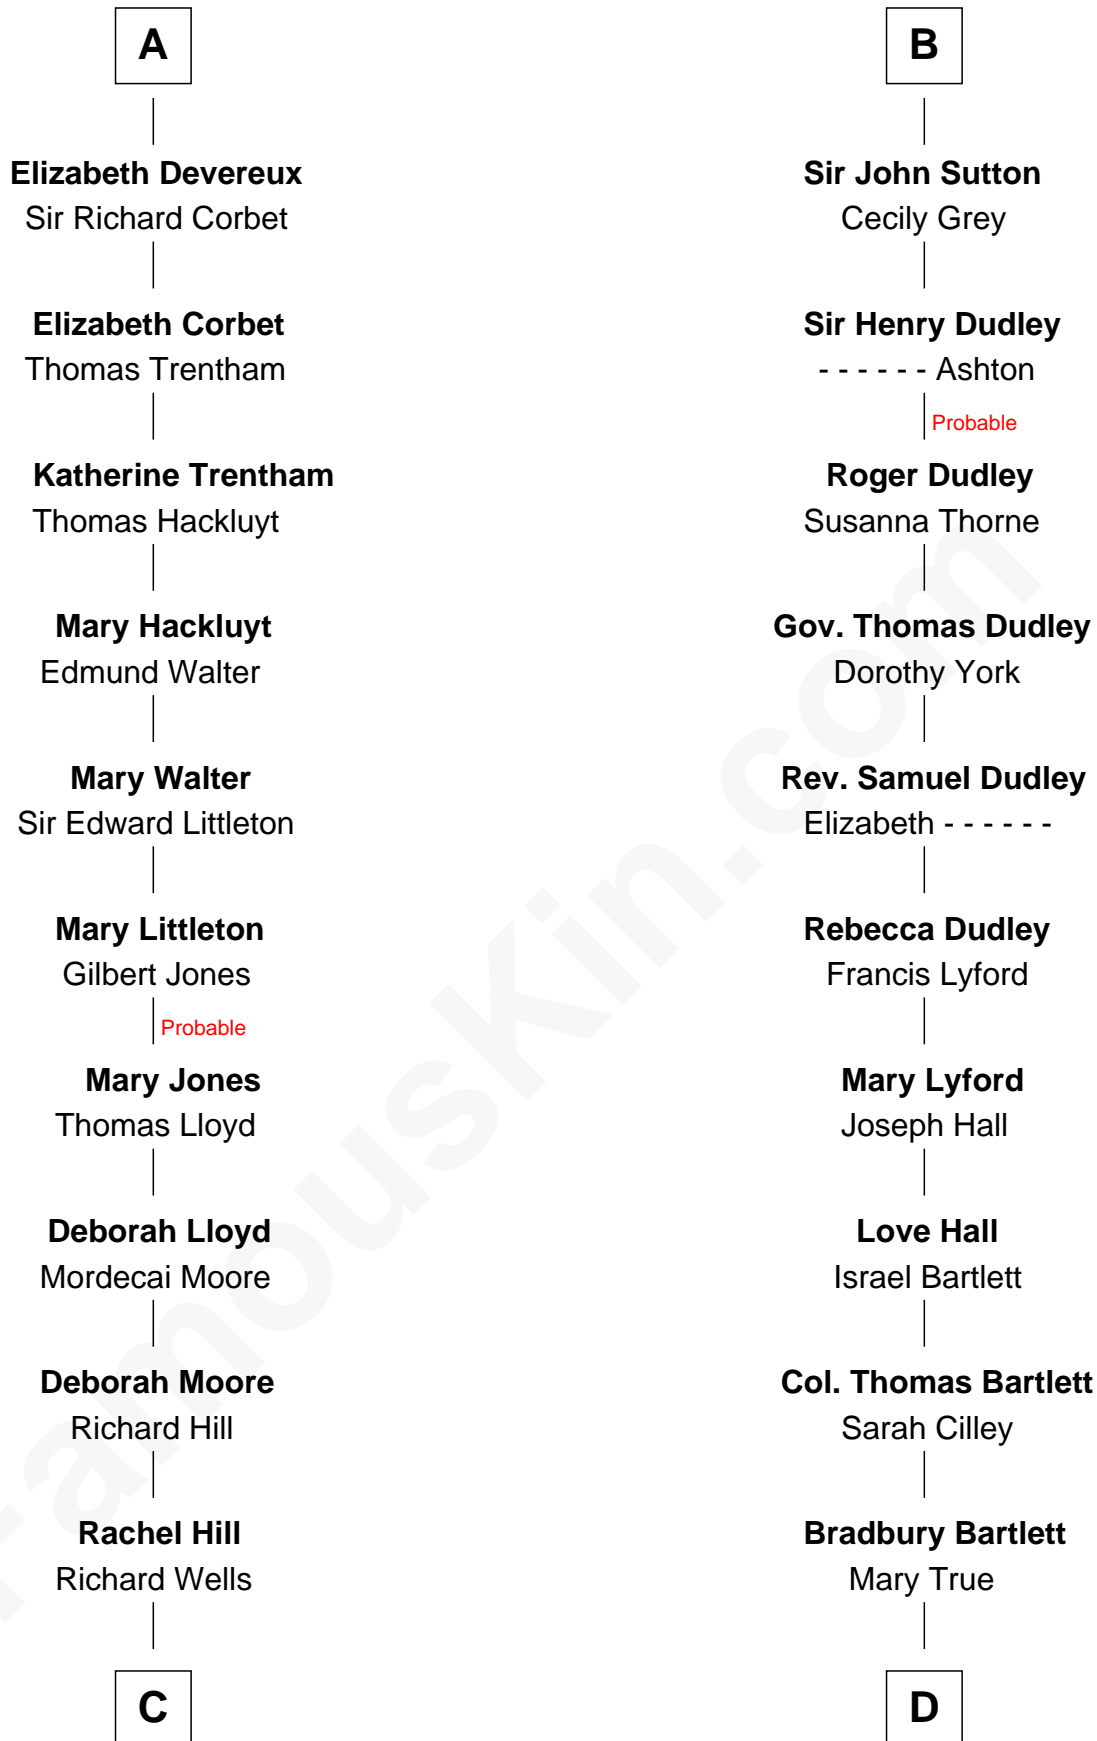 A
Elizabeth Devereux
Sir Richard Corbet
Elizabeth Corbet
Thomas Trentham
Katherine Trentham
Thomas Hackluyt
Mary Hackluyt
Edmund Walter
Mary Walter
Sir Edward Littleton
Mary Littleton
Gilbert Jones
Probable
Mary Jones
Thomas Lloyd
Deborah Lloyd
Mordecai Moore
Deborah Moore
Richard Hill
Rachel Hill
Richard Wells
C
B
Sir John Sutton
Cecily Grey
Sir Henry Dudley
- - - - - - Ashton
Probable
Roger Dudley
Susanna Thorne
Gov. Thomas Dudley
Dorothy York
Rev. Samuel Dudley
Elizabeth - - - - - -
Rebecca Dudley
Francis Lyford
Mary Lyford
Joseph Hall
Love Hall
Israel Bartlett
Col. Thomas Bartlett
Sarah Cilley
Bradbury Bartlett
Mary True
D
FamousKin.com